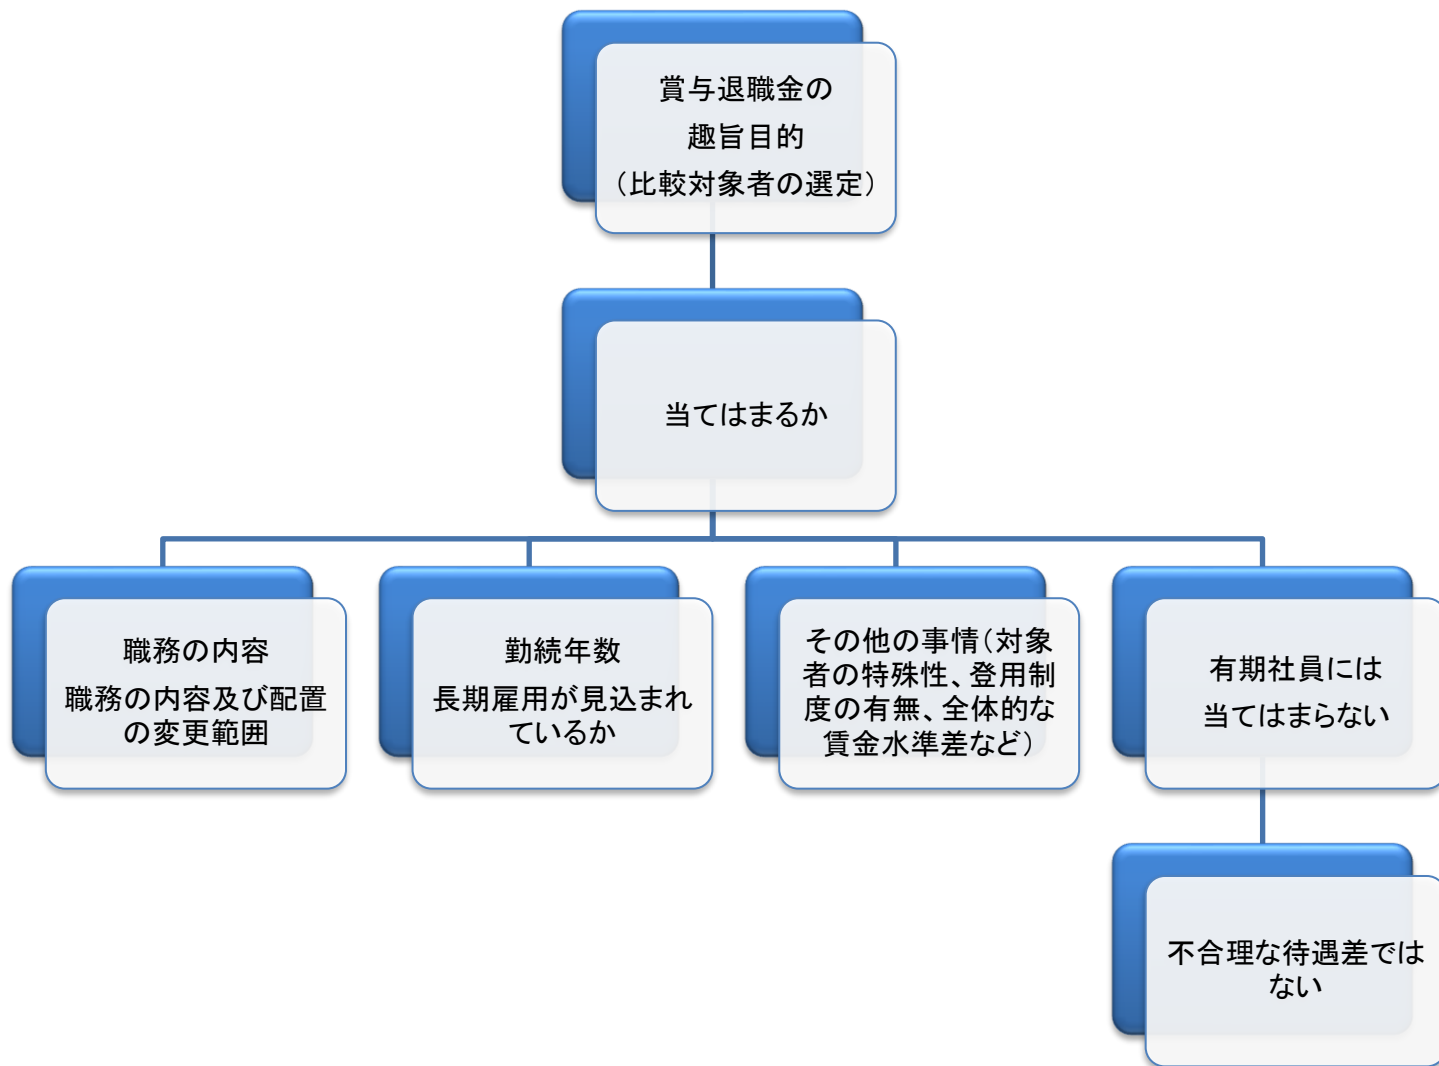 賞与退職金の
趣旨目的
（比較対象者の選定）
当てはまるか
職務の内容
職務の内容及び配置
の変更範囲
勤続年数
長期雇用が見込まれ
ているか
その他の事情（対象
者の特殊性、登用制
度の有無、全体的な
賃金水準差など）
有期社員には
当てはまらない
不合理な待遇差では
ない